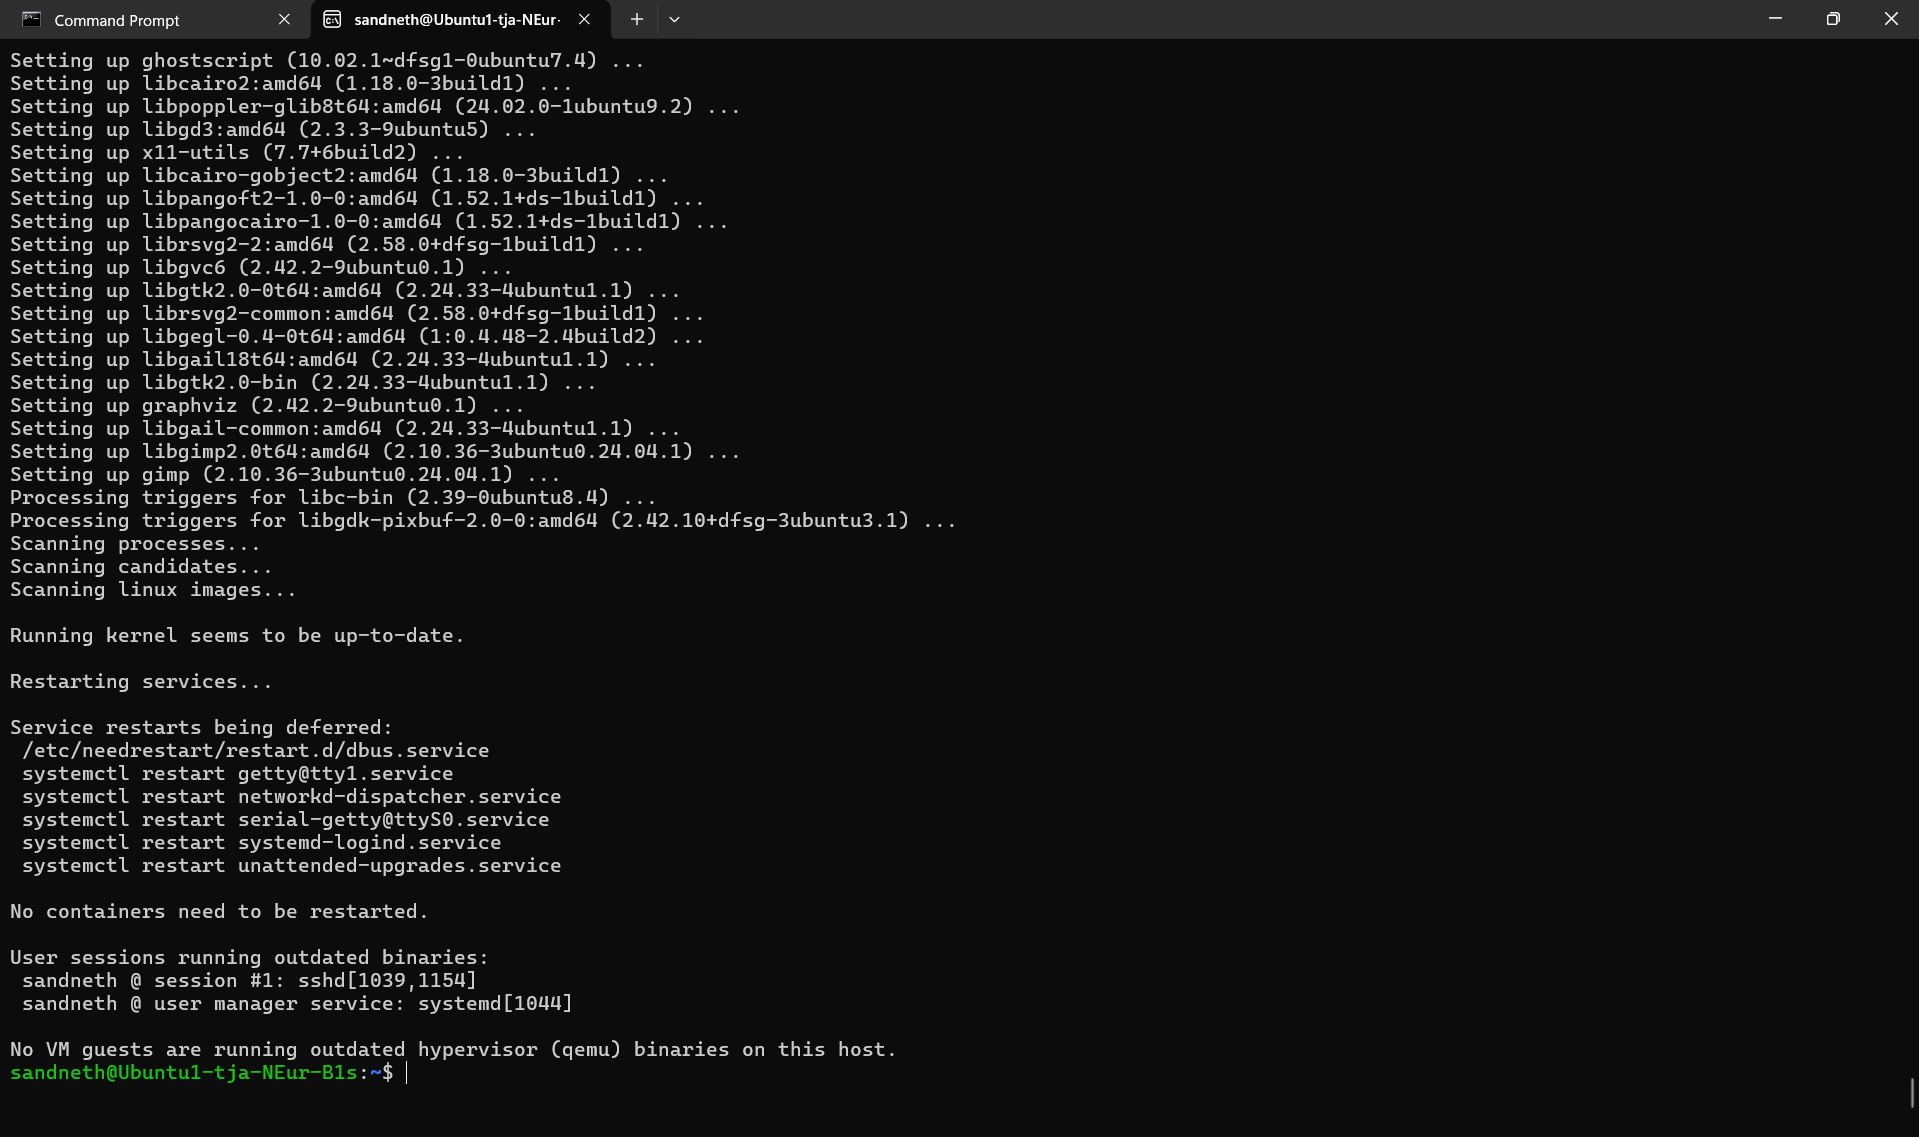 Command Prompt
sandneth@Ubuntu1-tja-NEur-
Setting up ghostscript (10.02.1~dfsg1-0ubuntu7.4) ...
Setting up libcairo2:amd64 (1.18.0-3build1) ...
Setting up libpoppler-glib8t64:amd64 (24.02.0-1ubuntu9.2) ...
Setting up libgd3:amd64 (2.3.3-9ubuntu5) ...
Setting up x11-utils (7.7+6build2) ...
Setting up libcairo-gobject2:amd64 (1.18.0-3build1) ...
Setting up libpangoft2-1.0-0:amd64 (1.52.1+ds-1build1) ...
Setting up libpangocairo-1.0-0:amd64 (1.52.1+ds-1build1) ...
Setting up librsvg2-2:amd64 (2.58.0+dfsg-1build1) ...
Setting up libgvc6 (2.42.2-9ubuntu0.1) ...
Setting up libgtk2.0-0t64:amd64 (2.24.33-4ubuntu1.1) ...
Setting up librsvg2-common:amd64 (2.58.0+dfsg-1build1) ...
Setting up libgegl-0.4-0t64:amd64 (1:0.4.48-2.4build2) ...
Setting up libgail18t64:amd64 (2.24.33-4ubuntu1.1) ...
Setting up libgtk2.0-bin (2.24.33-4ubuntu1.1) ...
Setting up graphviz (2.42.2-9ubuntu0.1) ...
Setting up libgail-common:amd64 (2.24.33-4ubuntu1.1) ...
Setting up libgimp2.0t64:amd64 (2.10.36-3ubuntu0.24.04.1) ...
Setting up gimp (2.10.36-3ubuntu0.24.04.1) ...
Processing triggers for libc-bin (2.39-0ubuntu8.4) ...
Processing triggers for libgdk-pixbuf-2.0-0:amd64 (2.42.10+dfsg-3ubuntu3.1) ...
Scanning processes...
Scanning candidates...
Scanning linux images...
Running kernel seems to be up-to-date.
Restarting services...
Service restarts being deferred:
/etc/needrestart/restart.d/dbus.service
systemctl restart getty@tty1.service
systemctl restart networkd-dispatcher.service
systemctl restart serial-getty@ttyS0.service
systemctl restart systemd-logind.service
systemctl restart unattended-upgrades.service
No containers need to be restarted.
User sessions running outdated binaries:
sandneth @ session #1: sshd[1039,1154]
sandneth @ user manager service: systemd[1044]
No VM guests are running outdated hypervisor (qemu) binaries on this host.
sandneth@Ubuntu1-tja-NEur-B1s:~$